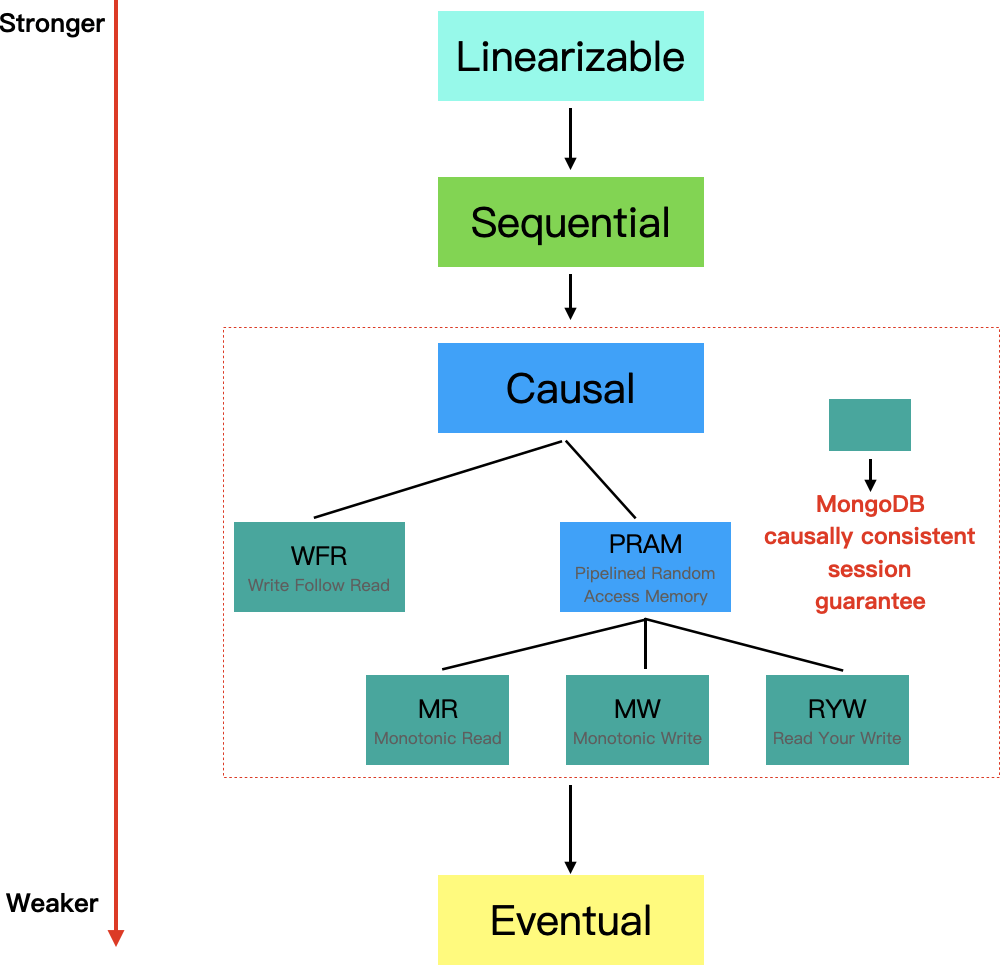 Stronger
Linearizable
Sequential
Causal
MongoDB
causally consistent
session
guarantee
WFR
Write Follow Read
PRAM
Pipelined Random
Access Memory
MR
Monotonic Read
MW
Monotonic Write
RYW
Read Your Write
Weaker
Eventual